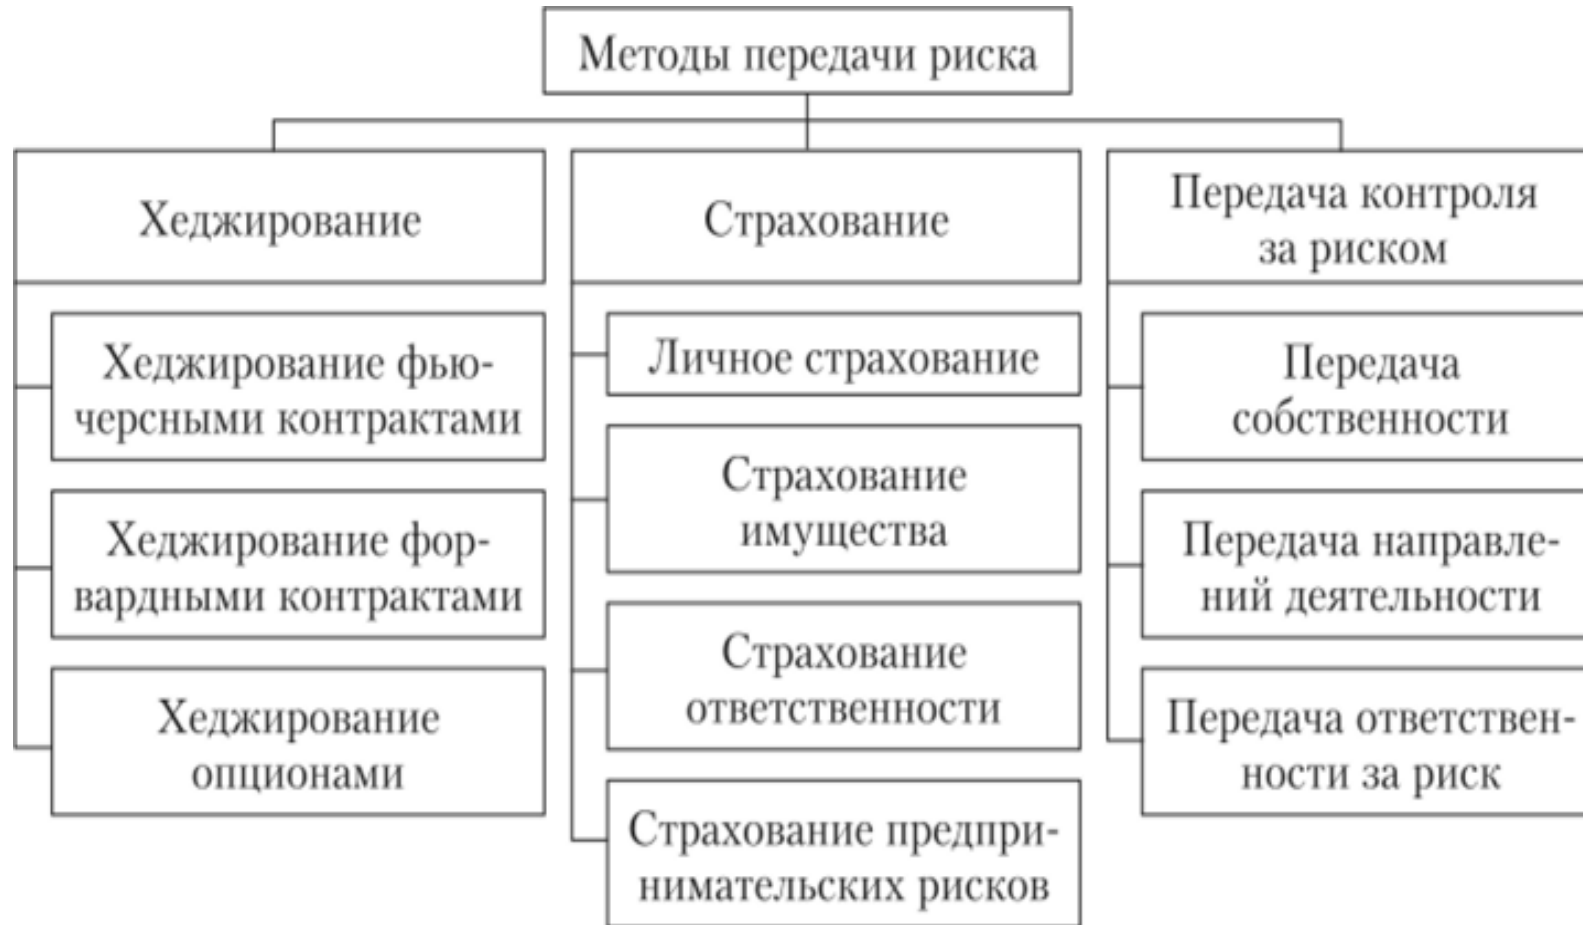 Методы передачи риска
Хеджирование
Хеджирование фью-
черсными контрактами
Хеджирование фор-
вардными контрактами
Хеджирование
опционами
Страхование
Личное страхование
Страхование
имущества
Страхование
ответственности
Страхование предпри-
нимательских рисков
Передача контроля
за риском
Передача
собственности
Передача направле-
ний деятельности
Передача ответствен-
ности за риск